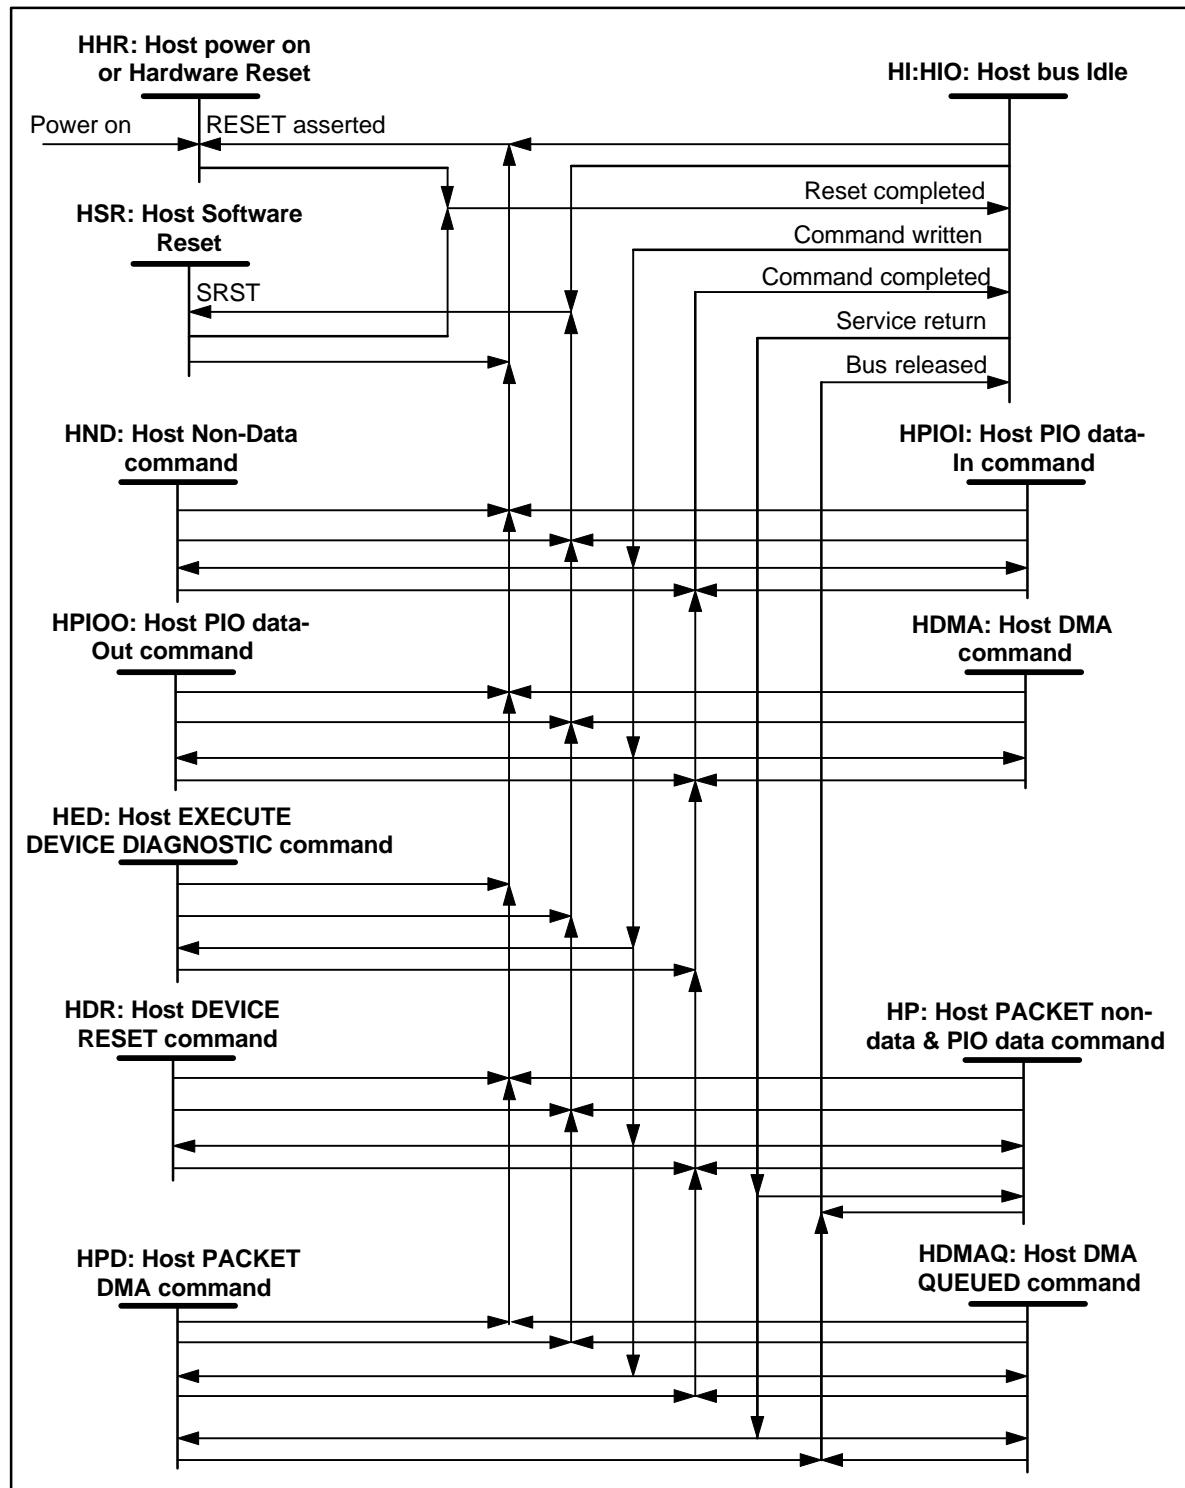 HHR: Host power on
or Hardware Reset
HI:HIO: Host bus Idle
Power on
RESET asserted
Reset completed
HSR: Host Software
Reset
Command written
Command completed
SRST
Service return
Bus released
HND: Host Non-Data
command
HPIOI: Host PIO data-
In command
HPIOO: Host PIO data-
Out command
HDMA: Host DMA
command
HED: Host EXECUTE
DEVICE DIAGNOSTIC command
HDR: Host DEVICE
RESET command
HP: Host PACKET non-
data & PIO data command
HPD: Host PACKET
DMA command
HDMAQ: Host DMA
QUEUED command